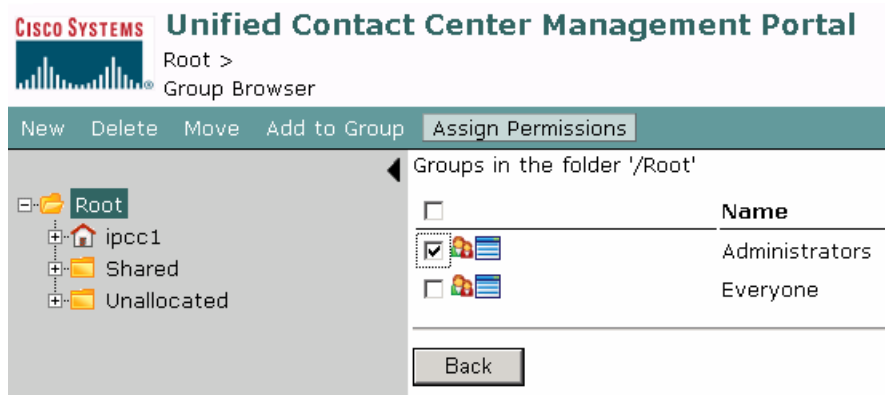 CISCO SYSTEMS
Unified Contact Center Management Portal
Root >
Group Browser
New Delete Move Add to Group Assign Permissions
Root
ipcc1
Shared
Unallocated
Groups in the folder '/Root'
Name
Administrators
Everyone
Back